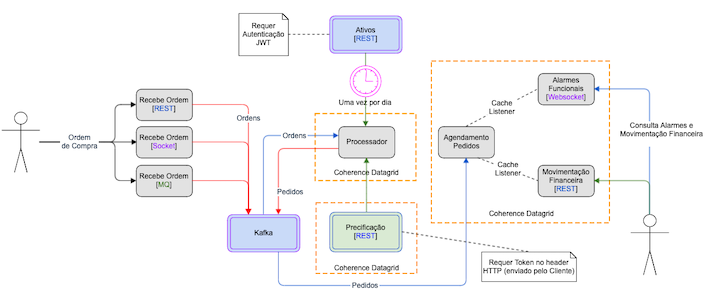 Requer
Autenticação
JWT
Ativos
[REST]
Uma vez por dia
Recebe Ordem
[REST]
Ordens
Recebe Ordem
[Socket]
Recebe Ordem
[MQ]
Ordem
de Compra
Kafka
Ordens
Pedidos
Processador
Coherence Datagrid
Precificação
[REST]
Coherence Datagrid
Pedidos
Requer Token no header
HTTP (enviado pelo Cliente)
Agendamento
Pedidos
Cache
Listener
Cache
Listener
Alarmes
Funcionais
[Websocket]
Movimentação
Financeira
[REST]
Coherence Datagrid
Consulta Alarmes e
Movimentação Financeira